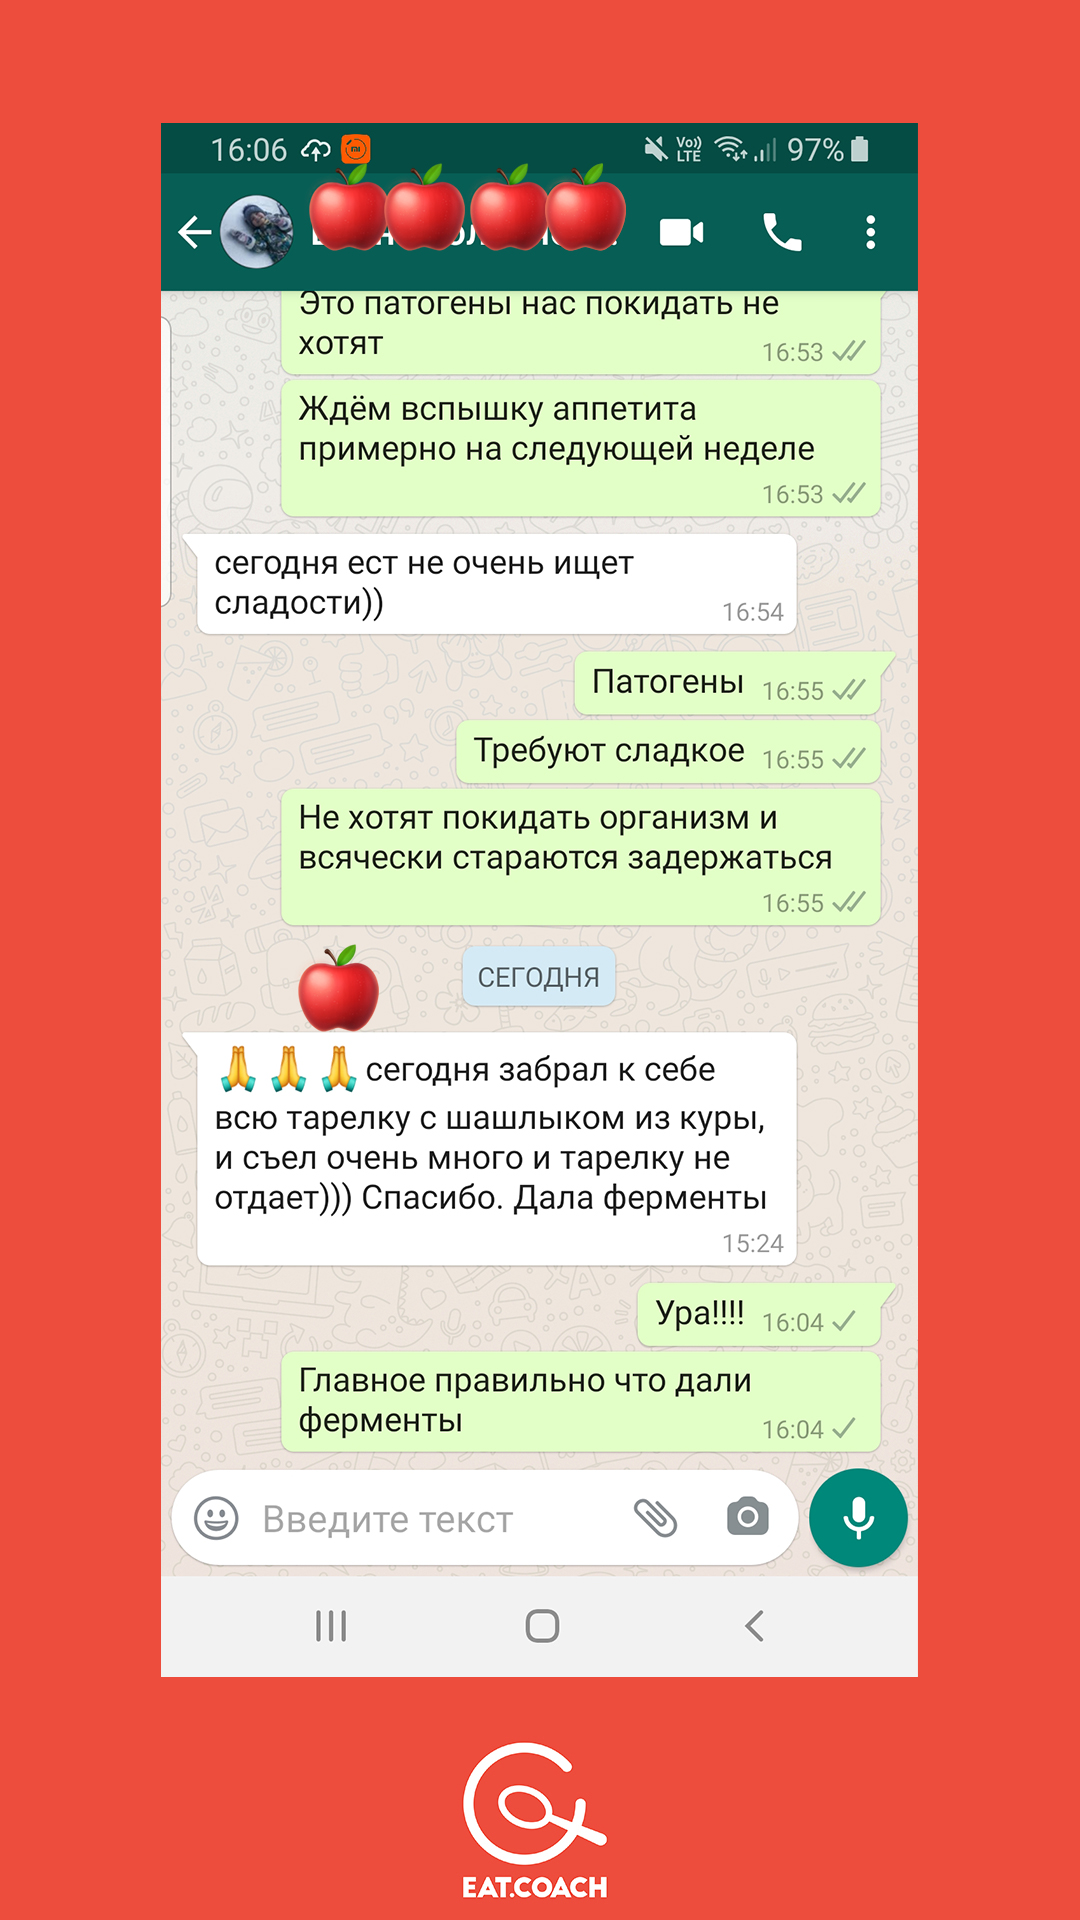 16:06
Vo))
LTE
97%
Это патогены нас покидать не
хотят
16:53
Ждём вспышку аппетита
примерно на следующей неделе
16:53
сегодня ест не очень ищет
сладости))
16:54
Патогены 16:55
Требуют сладкое 16:55
Не хотят покидать организм и
всячески стараются задержаться
16:55
СЕГОДНЯ
🙏 🙏 🙏 сегодня забрал к себе
всю тарелку с шашлыком из куры,
и съел очень много и тарелку не
отдает))) Спасибо. Дала ферменты
15:24
Ура!!!! 16:04
Главное правильно что дали
ферменты
16:04
Введите текст
EAT.COACH